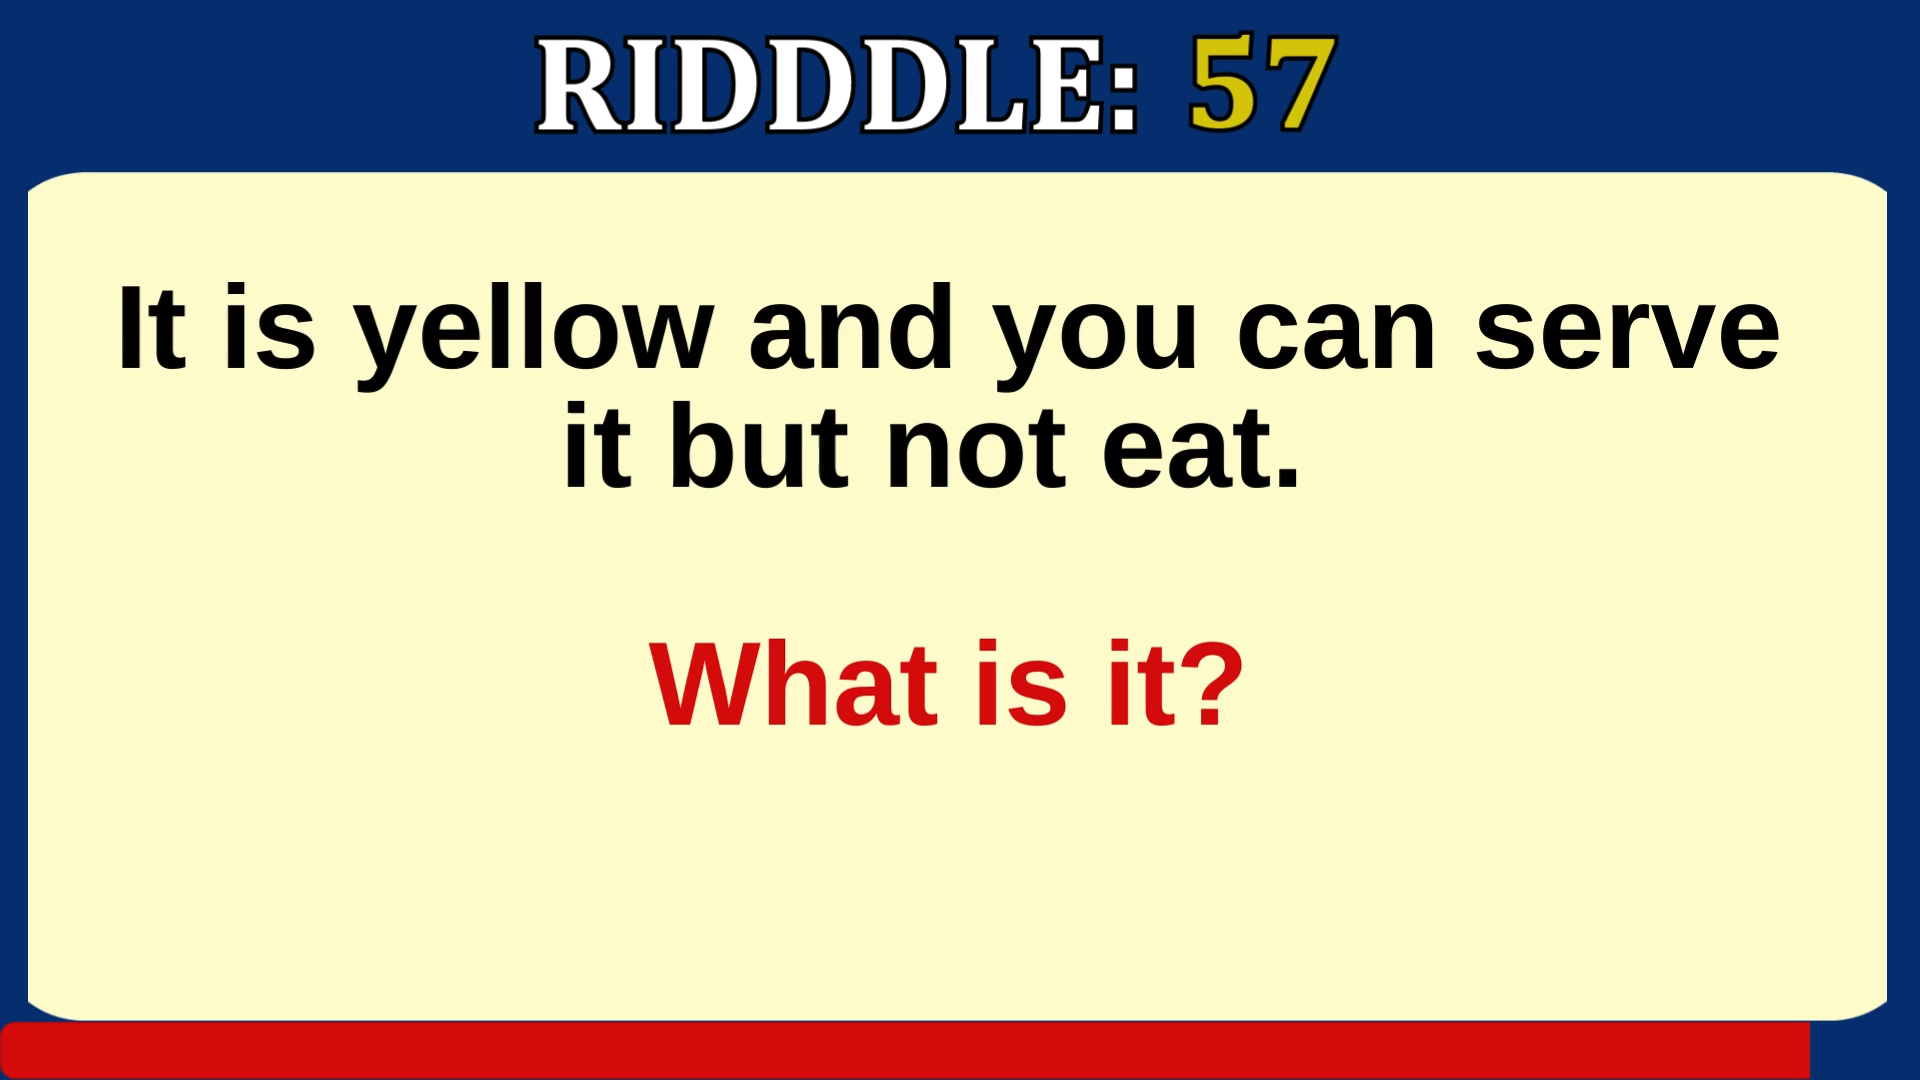 RIDDDLE: 57
It is yellow and you can serve
it but not eat.
What is it?